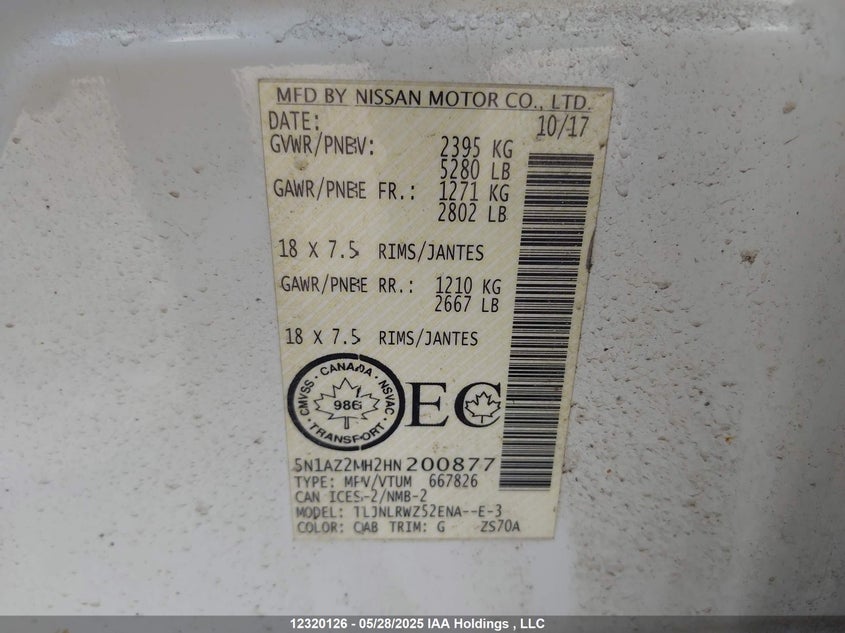 MFD BY NISSAN MOTOR CO., LTD.
DATE: 10/17
GVWR/PNBV: 2395 KG
5280 LB
GAWR/PNBE FR.: 1271 KG
2802 LB
18 X 7.5 RIMS/JANTES
GAWR/PNBE RR.: 1210 KG
2667 LB
18 X 7.5 RIMS/JANTES
CANADA
CMVSS
986
NSVAC
TRANSPORT
EC
5N1AZ2MH2HN200877
TYPE: MPV/VTUM 667826
CAN ICES-2/NMB-2
MODEL: TLJNLRWZ52ENA--E-3
COLOR: QAB TRIM: G ZS70A
12320126 - 05/28/2025 IAA Holdings , LLC